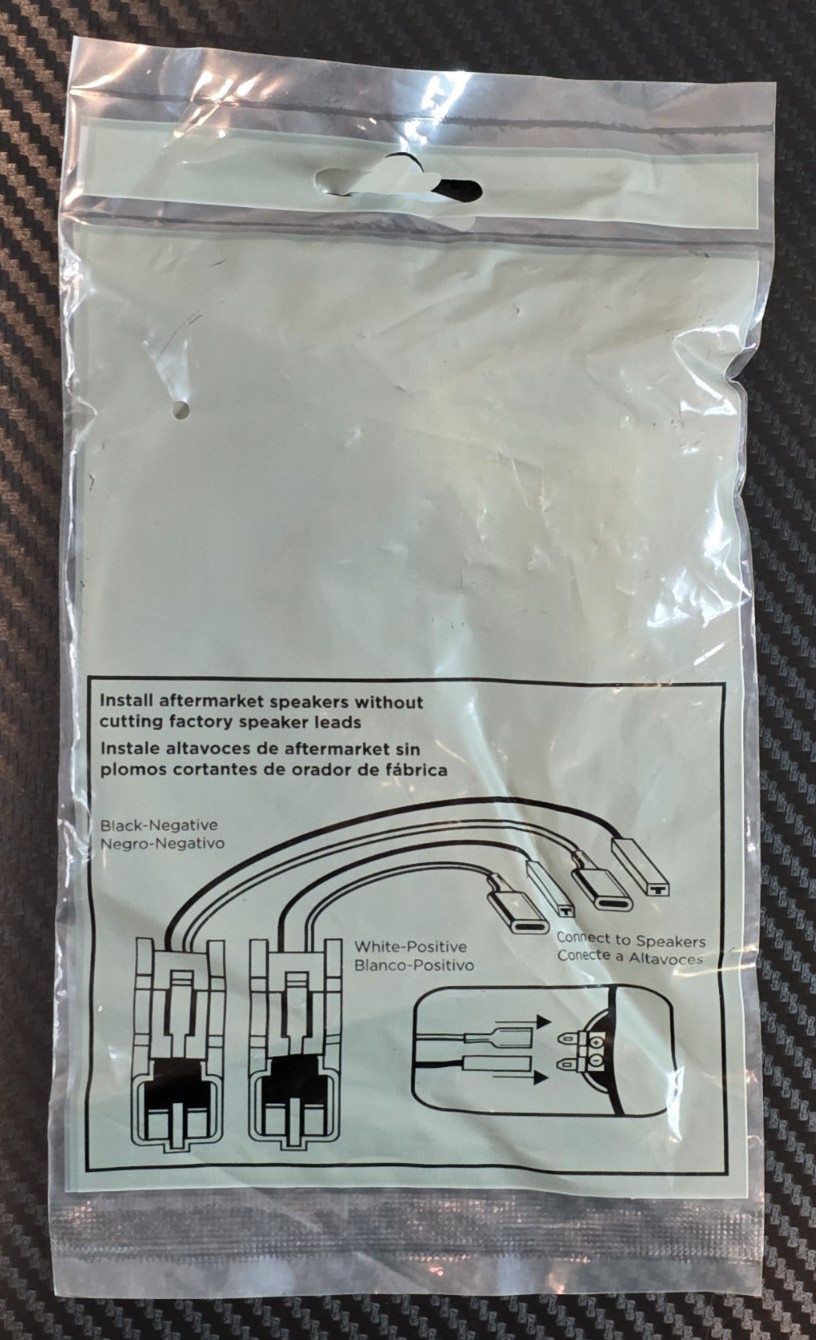 Install aftermarket speakers without
cutting factory speaker leads
Instale altavoces de aftermarket sin
plomos cortantes de orador de fábrica
Black-Negative
Negro-Negativo
White-Positive
Blanco-Positivo
Connect to Speakers
Conecte a Altavoces